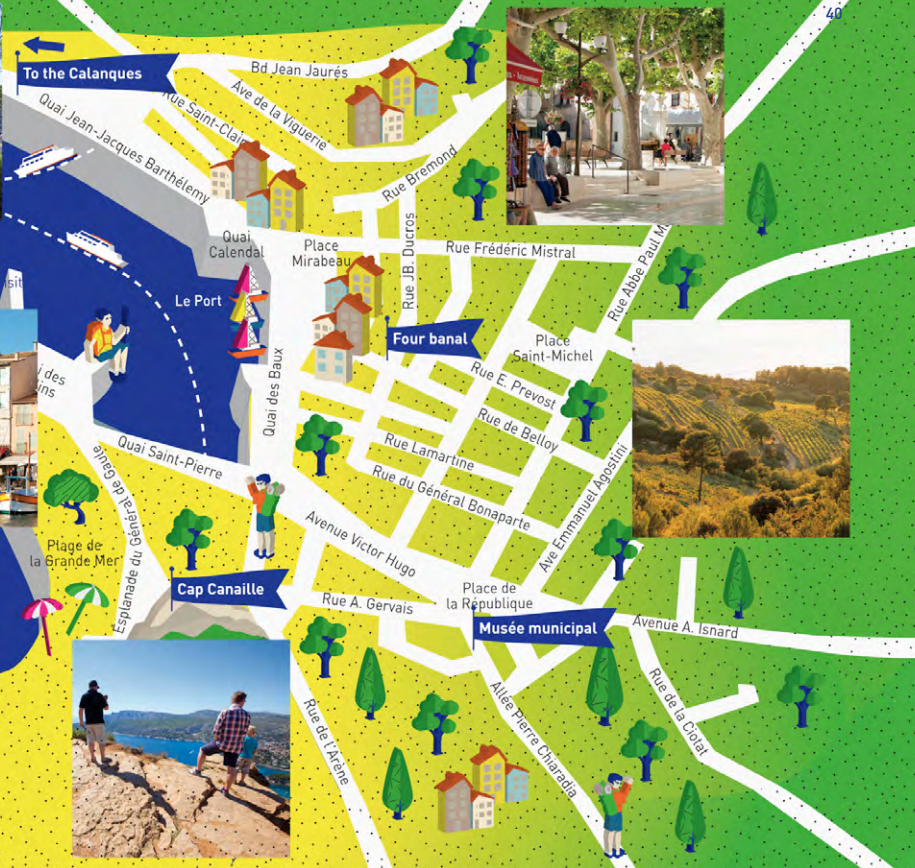 40
To the Calanques
Bd Jean Jaurés
Ave de la Viguerie
Rue Saint-Clair
Quai Jean-Jacques Barthélemy
Rue Bremond
Quai
Calendal
Place
Mirabeau
Rue JB. Ducros
Rue Frédéric Mistral
Rue Abbe Paul M
Le Port
Four banal
Place
Saint-Michel
Quai des Baux
Rue E. Prevost
Rue de Belloy
Rue Lamartine
Rue du Général Bonaparte
Ave Emmanuel Agostini
Quai Saint-Pierre
Esplanade du Général de Gaule
Avenue Victor Hugo
Plage de
la Grande Mer
Cap Canaille
Rue A. Gervais
Place de
la République
Musée municipal
Avenue A. Isnard
Rue de l'Arène
Allée Pierre Chiaradia
Rue de la Ciotat